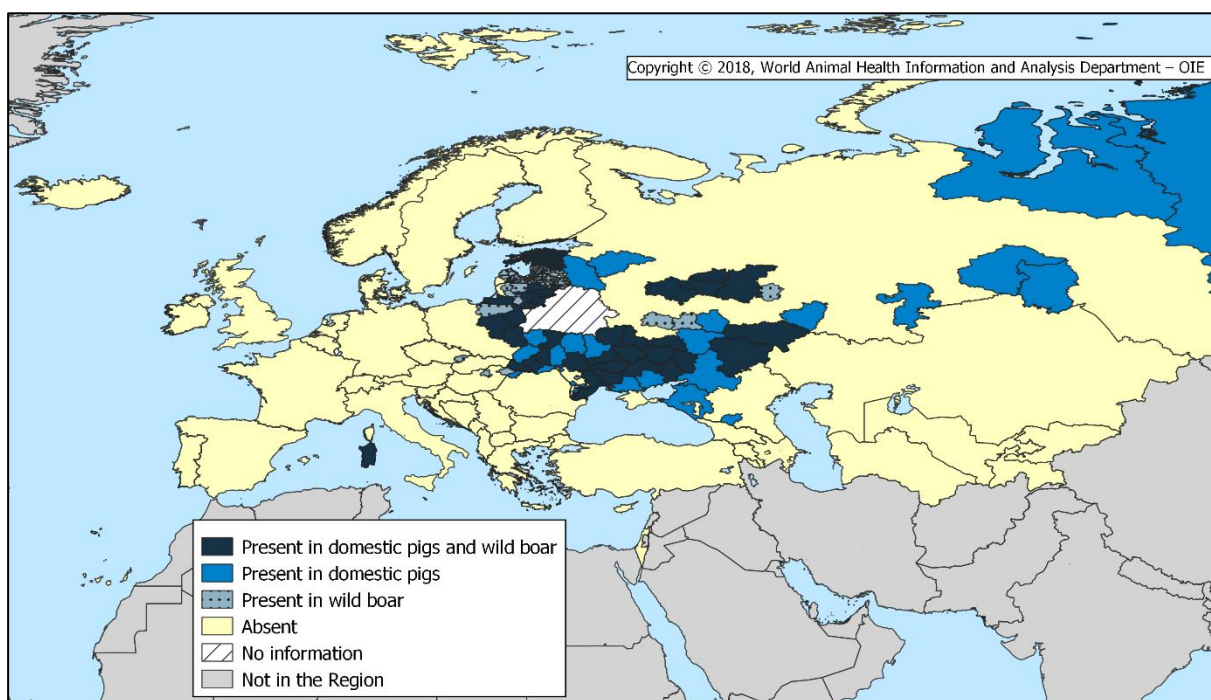 Copyright © 2018, World Animal Health Information and Analysis Department – OIE
Present in domestic pigs and wild boar
Present in domestic pigs
Present in wild boar
Absent
No information
Not in the Region